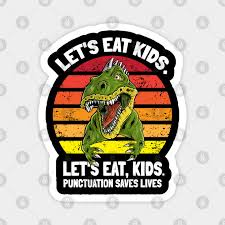 LET'S EAT KIDS.
LET'S EAT, KIDS.
PUNCTUATION SAVES LIVES